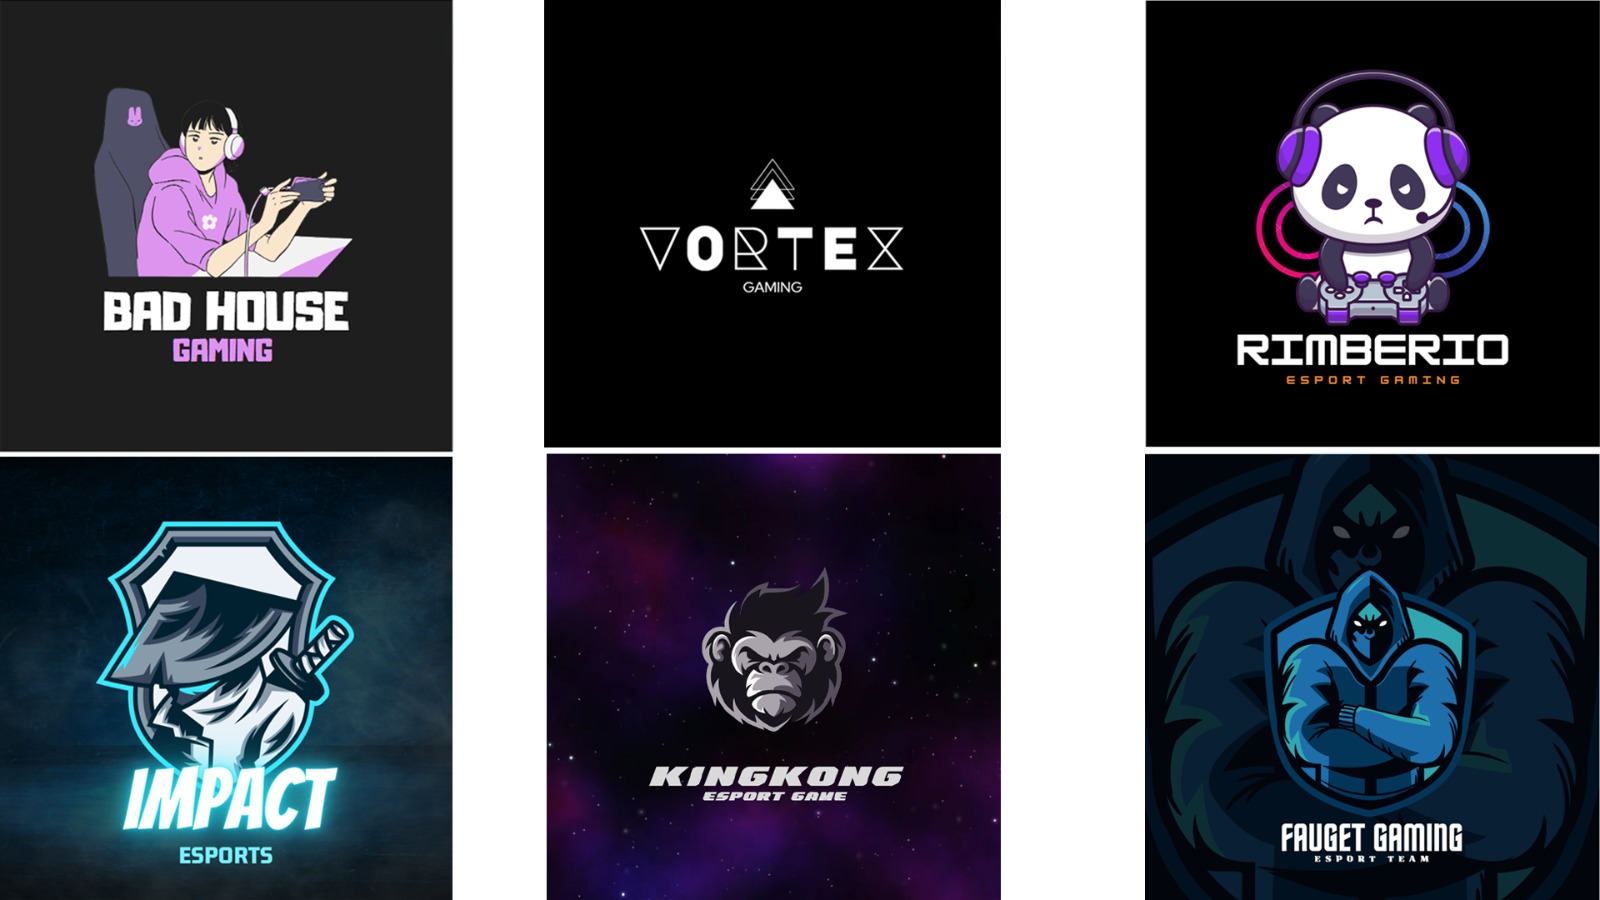 BAD HOUSE
GAMING
VORTEX
GAMING
RIMBERIO
ESPORT GAMING
IMPACT
ESPORTS
KINGKONG
ESPORT GAME
FAUGET GAMING
ESPORT TEAM